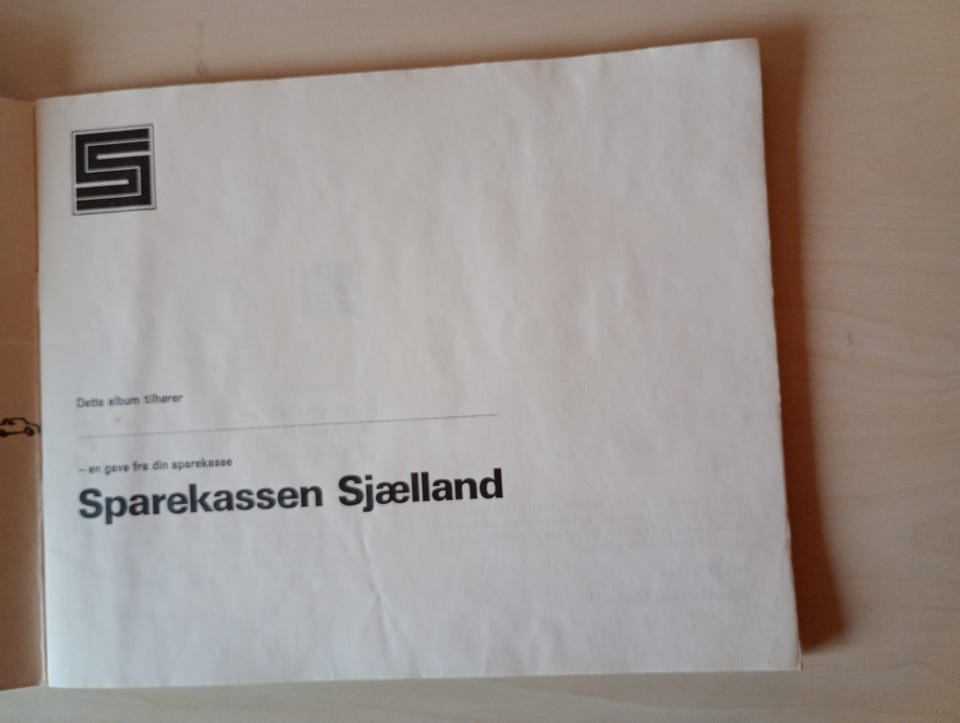 Dette album tilhører
– en gave fra din sparekasse
Sparekassen Sjælland